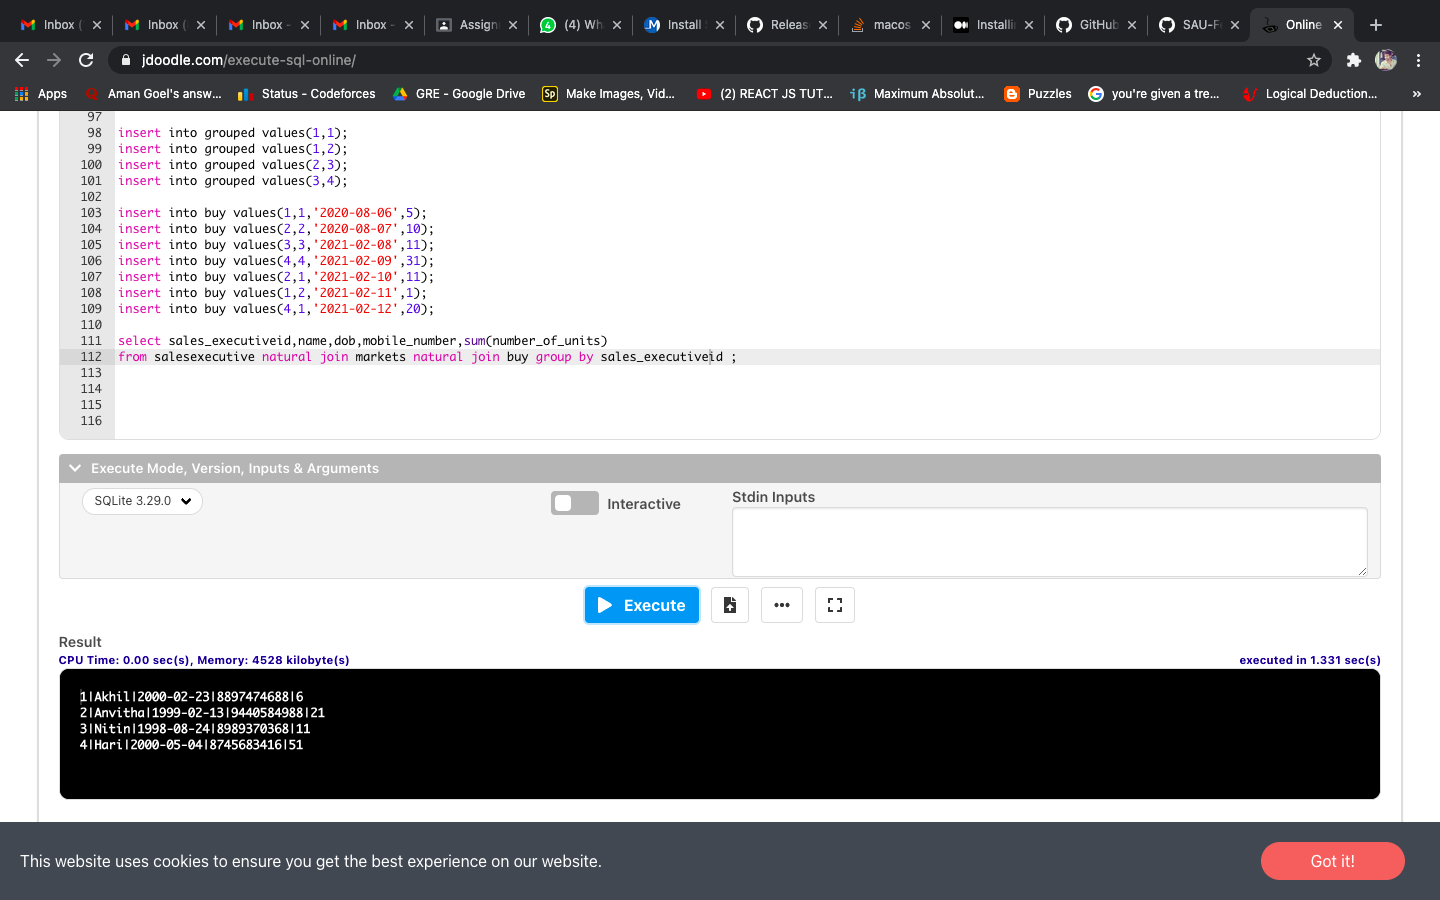 Inbox (
Inbox (
Inbox -
Inbox -
Assign
(4) Wh
Install
Releas
macos
Installi
GitHub
SAU-F
Online
jdoodle.com/execute-sql-online/
Apps
Aman Goel's answ...
Status - Codeforces
GRE - Google Drive
Sp
Make Images, Vid...
(2) REACT JS TUT...
Maximum Absolut...
Puzzles
you're given a tre...
Logical Deduction...
»
97
98 insert into grouped values(1,1);
99 insert into grouped values(1,2);
100 insert into grouped values(2,3);
101 insert into grouped values(3,4);
102
103 insert into buy values(1,1,'2020-08-06',5);
104 insert into buy values(2,2,'2020-08-07',10);
105 insert into buy values(3,3,'2021-02-08',11);
106 insert into buy values(4,4,'2021-02-09',31);
107 insert into buy values(2,1,'2021-02-10',11);
108 insert into buy values(1,2,'2021-02-11',1);
109 insert into buy values(4,1,'2021-02-12',20);
110
111 select sales_executiveid,name,dob,mobile_number,sum(number_of_units)
112 from salesexecutive natural join markets natural join buy group by sales_executiveid ;
113
114
115
116
Execute Mode, Version, Inputs & Arguments
SQLite 3.29.0
Interactive
Stdin Inputs
Execute
Result
CPU Time: 0.00 sec(s), Memory: 4528 kilobyte(s)
executed in 1.331 sec(s)
1|Akhil|2000-02-23|8897474688|6
2|Anvitha|1999-02-13|9440584988|21
3|Nitin|1998-08-24|8989370368|11
4|Hari|2000-05-04|8745683416|51
This website uses cookies to ensure you get the best experience on our website.
Got it!